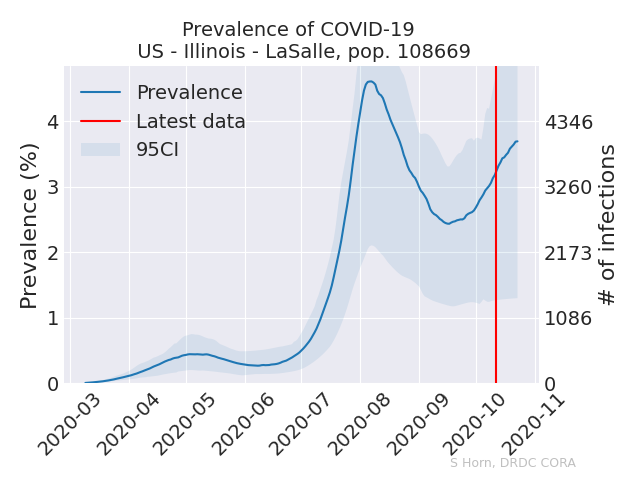 Prevalence of COVID-19
US - Illinois - LaSalle, pop. 108669
Prevalence
Latest data
95CI
Prevalence (%)
4
3
2
1
0
4346
3260
2173
1086
0
# of infections
2020-03
2020-04
2020-05
2020-06
2020-07
2020-08
2020-09
2020-10
2020-11
S Horn, DRDC CORA